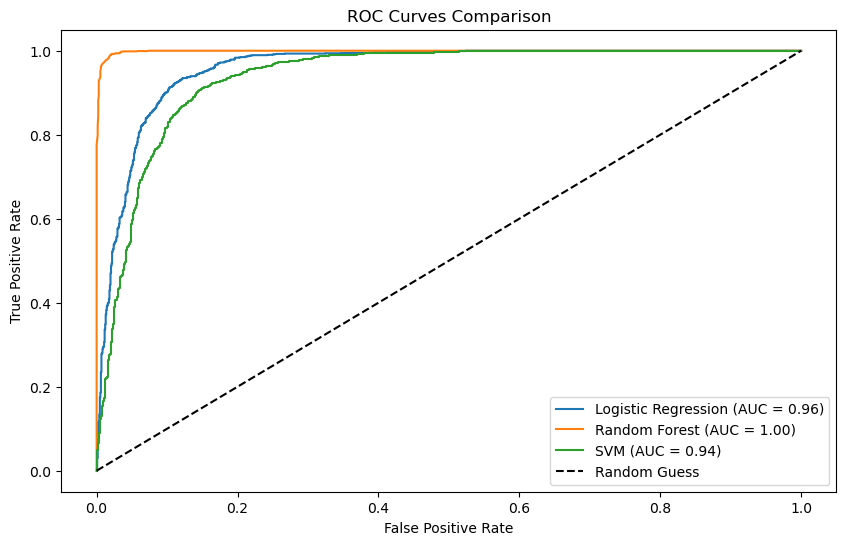 ROC Curves Comparison
True Positive Rate
1.0
0.8
0.6
0.4
0.2
0.0
0.0 0.2 0.4 0.6 0.8 1.0
False Positive Rate
Logistic Regression (AUC = 0.96)
Random Forest (AUC = 1.00)
SVM (AUC = 0.94)
Random Guess